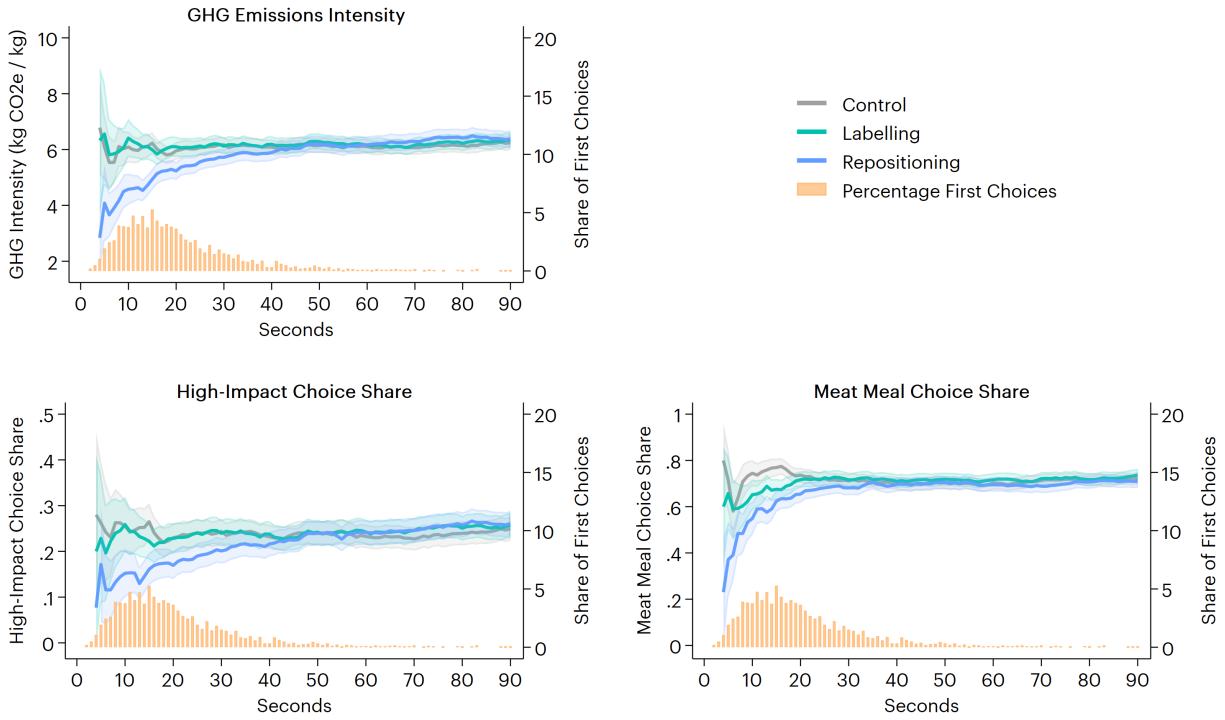 GHG Emissions Intensity
GHG Intensity (kg CO2e / kg)
10
8
6
4
2
20
15
10
5
0
Share of First Choices
0 10 20 30 40 50 60 70 80 90
Seconds
Control
Labelling
Repositioning
Percentage First Choices
High-Impact Choice Share
High-Impact Choice Share
.5
.4
.3
.2
.1
0
20
15
10
5
0
Share of First Choices
0 10 20 30 40 50 60 70 80 90
Seconds
Meat Meal Choice Share
Meat Meal Choice Share
1
.8
.6
.4
.2
0
20
15
10
5
0
Share of First Choices
0 10 20 30 40 50 60 70 80 90
Seconds